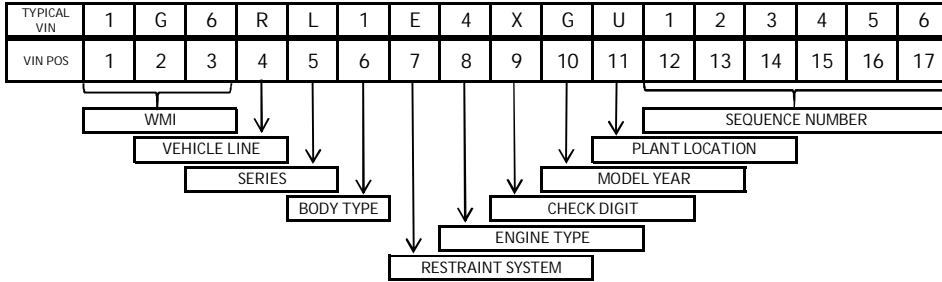 TYPICAL VIN 1 G 6 R L 1 E 4 X G U 1 2 3 4 5 6
VIN POS 1 2 3 4 5 6 7 8 9 10 11 12 13 14 15 16 17
WMI SEQUENCE NUMBER
VEHICLE LINE PLANT LOCATION
SERIES MODEL YEAR
BODY TYPE CHECK DIGIT
ENGINE TYPE
RESTRAINT SYSTEM